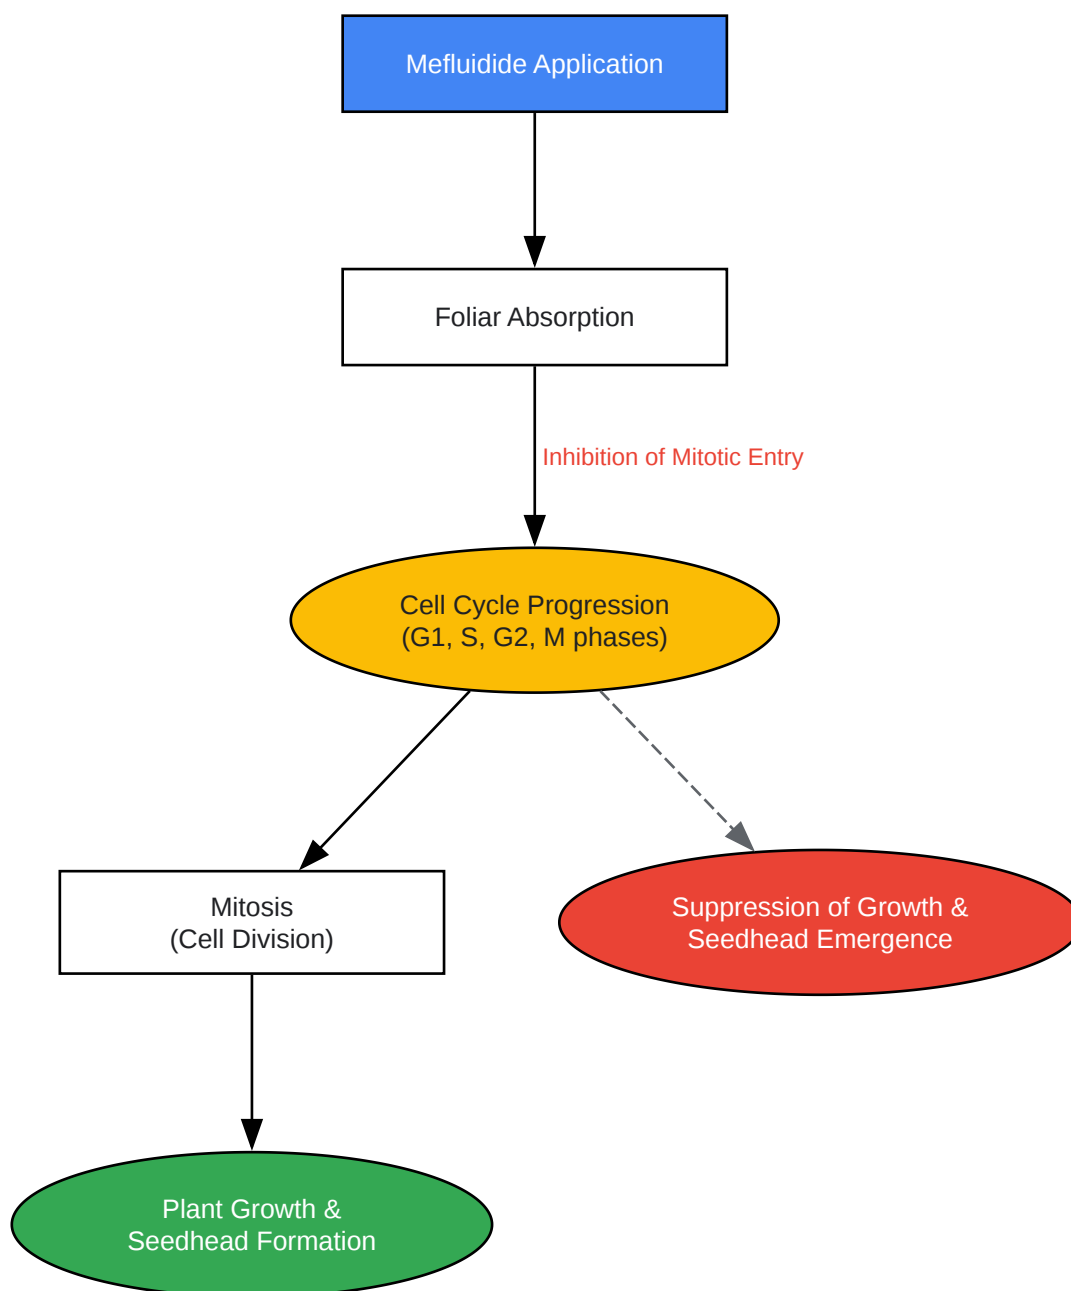 Mefluidide Application
Foliar Absorption
Inhibition of Mitotic Entry
Cell Cycle Progression
(G1, S, G2, M phases)
Mitosis
(Cell Division)
Suppression of Growth &
Seedhead Emergence
Plant Growth &
Seedhead Formation